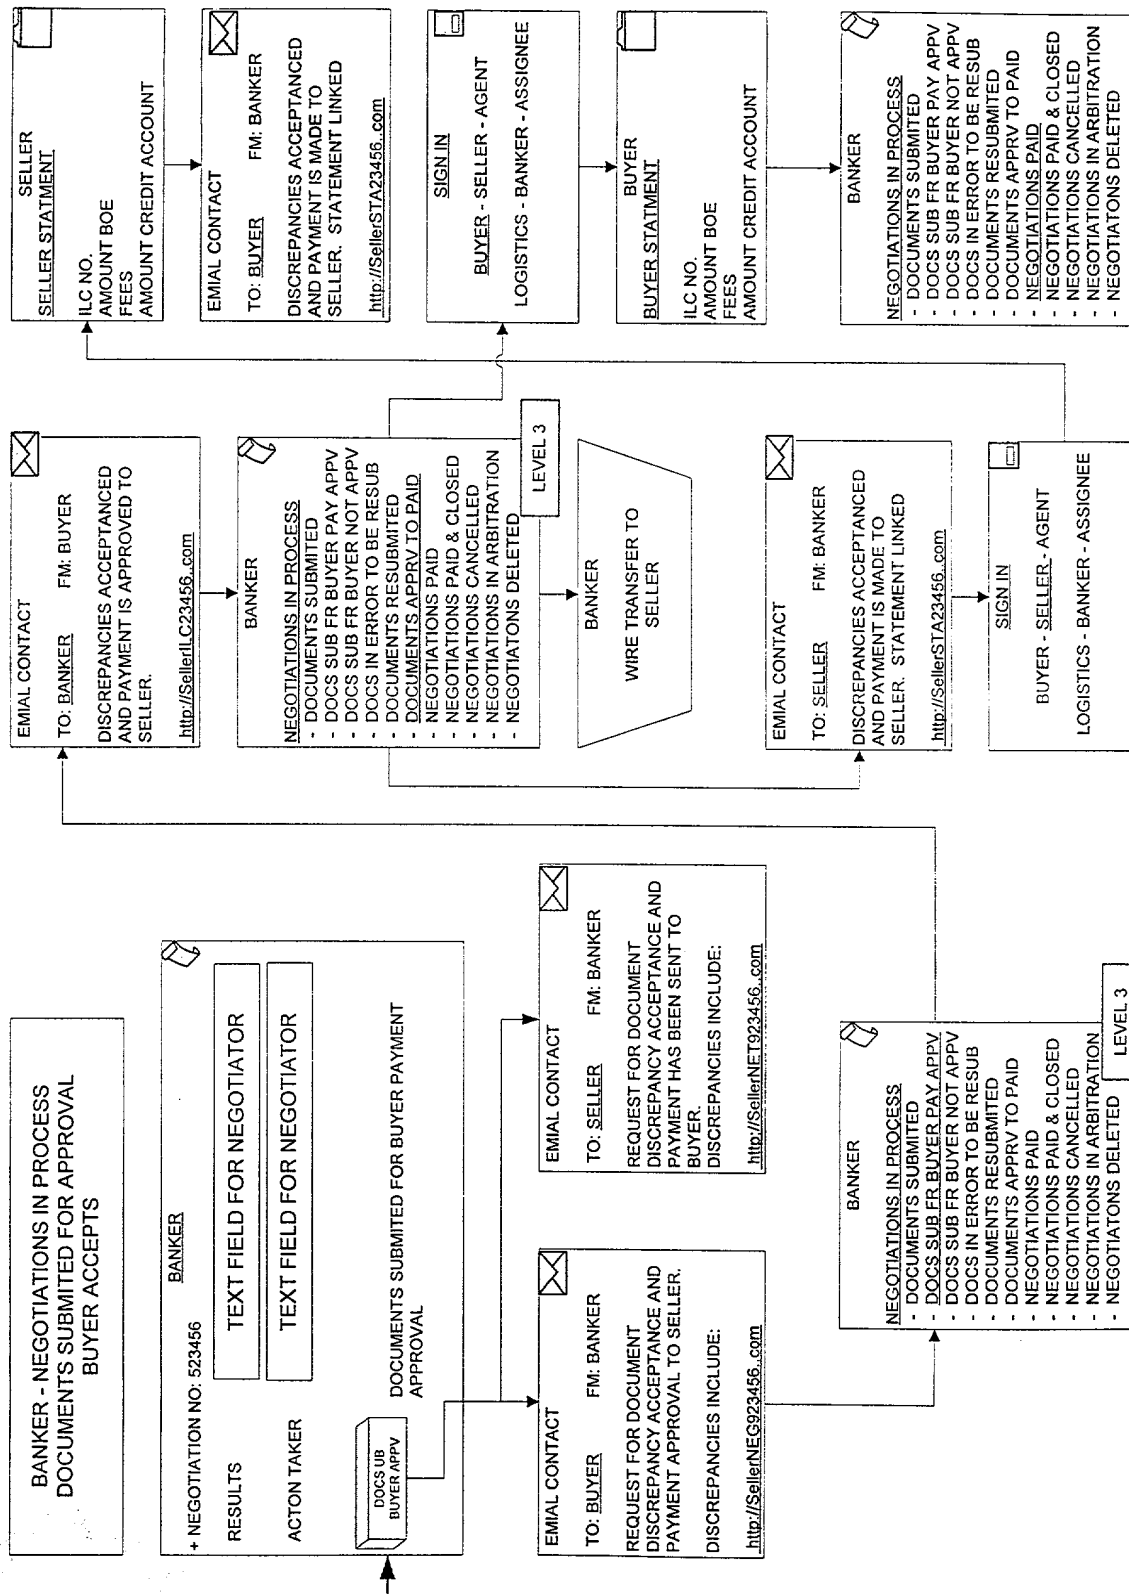 BANKER - NEGOTIATIONS IN PROCESS
DOCUMENTS SUBMITED FOR APPROVAL
BUYER ACCEPTS
BANKER
+ NEGOTIATION NO: 523456
RESULTS
TEXT FIELD FOR NEGOTIATOR
ACTON TAKER
TEXT FIELD FOR NEGOTIATOR
DOCS UB
BUYER APPV
DOCUMENTS SUBMITED FOR BUYER PAYMENT
APPROVAL
EMIAL CONTACT
TO: BUYER FM: BANKER
REQUEST FOR DOCUMENT
DISCREPANCY ACCEPTANCE AND
PAYMENT APPROVAL TO SELLER.
DISCREPANCIES INCLUDE:
http://SellerNEG923456..com
EMIAL CONTACT
TO: SELLER FM: BANKER
REQUEST FOR DOCUMENT
DISCREPANCY ACCEPTANCE AND
PAYMENT HAS BEEN SENT TO
BUYER.
DISCREPANCIES INCLUDE:
http://SellerNET923456..com
BANKER
NEGOTIATIONS IN PROCESS
- DOCUMENTS SUBMITED
- DOCS SUB FR BUYER PAY APPV
- DOCS SUB FR BUYER NOT APPV
- DOCS IN ERROR TO BE RESUB
- DOCUMENTS RESUBMITED
- DOCUMENTS APPRV TO PAID
- NEGOTIATIONS PAID
- NEGOTIATIONS PAID & CLOSED
- NEGOTIATIONS CANCELLED
- NEGOTIATIONS IN ARBITRATION
- NEGOTIATONS DELETED
LEVEL 3
EMIAL CONTACT
TO: BANKER FM: BUYER
DISCREPANCIES ACCEPTANCED
AND PAYMENT IS APPROVED TO
SELLER.
http://SellerILC23456..com
BANKER
NEGOTIATIONS IN PROCESS
- DOCUMENTS SUBMITED
- DOCS SUB FR BUYER PAY APPV
- DOCS SUB FR BUYER NOT APPV
- DOCS IN ERROR TO BE RESUB
- DOCUMENTS RESUBMITED
- DOCUMENTS APPRV TO PAID
- NEGOTIATIONS PAID
- NEGOTIATIONS PAID & CLOSED
- NEGOTIATIONS CANCELLED
- NEGOTIATIONS IN ARBITRATION
- NEGOTIATONS DELETED
LEVEL 3
BANKER
WIRE TRANSFER TO
SELLER
EMIAL CONTACT
TO: SELLER FM: BANKER
DISCREPANCIES ACCEPTANCED
AND PAYMENT IS MADE TO
SELLER. STATEMENT LINKED
http://SellerSTA23456..com
SIGN IN
BUYER - SELLER - AGENT
LOGISTICS - BANKER - ASSIGNEE
SELLER
SELLER STATMENT
ILC NO.
AMOUNT BOE
FEES
AMOUNT CREDIT ACCOUNT
EMIAL CONTACT
TO: BUYER FM: BANKER
DISCREPANCIES ACCEPTANCED
AND PAYMENT IS MADE TO
SELLER. STATEMENT LINKED
http://SellerSTA23456..com
SIGN IN
BUYER - SELLER - AGENT
LOGISTICS - BANKER - ASSIGNEE
BUYER
BUYER STATMENT
ILC NO.
AMOUNT BOE
FEES
AMOUNT CREDIT ACCOUNT
BANKER
NEGOTIATIONS IN PROCESS
- DOCUMENTS SUBMITED
- DOCS SUB FR BUYER PAY APPV
- DOCS SUB FR BUYER NOT APPV
- DOCS IN ERROR TO BE RESUB
- DOCUMENTS RESUBMITED
- DOCUMENTS APPRV TO PAID
- NEGOTIATIONS PAID
- NEGOTIATIONS PAID & CLOSED
- NEGOTIATIONS CANCELLED
- NEGOTIATIONS IN ARBITRATION
- NEGOTIATONS DELETED